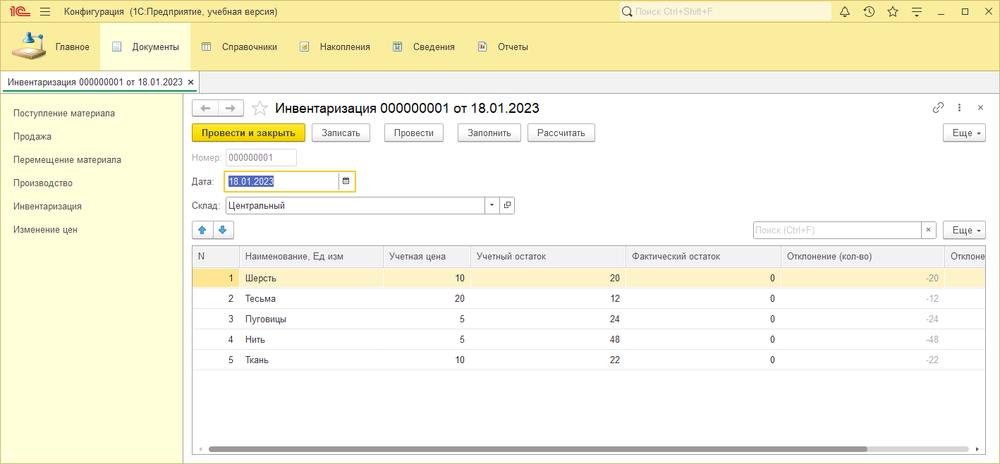 1С Конфигурация (1С:Предприятие, учебная версия) Поиск Ctrl+Shift+F
Главное Документы Справочники Накопления Сведения Отчеты
Инвентаризация 000000001 от 18.01.2023 ×
Поступление материала
Продажа
Перемещение материала
Производство
Инвентаризация
Изменение цен
Инвентаризация 000000001 от 18.01.2023
Провести и закрыть Записать Провести Заполнить Рассчитать Еще
Номер: 000000001
Дата: 18.01.2023
Склад: Центральный
Поиск (Ctrl+F) × Еще
N Наименование, Ед изм Учетная цена Учетный остаток Фактический остаток Отклонение (кол-во) Отклоне
1 Шерсть 10 20 0 -20
2 Тесьма 20 12 0 -12
3 Пуговицы 5 24 0 -24
4 Нить 5 48 0 -48
5 Ткань 10 22 0 -22